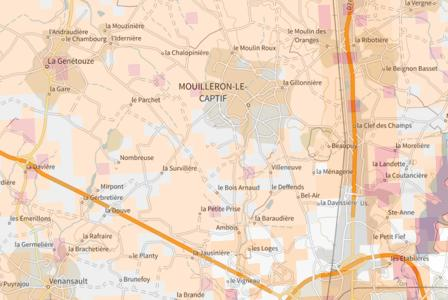 la Vergne
la Mouzinière
l'Andraudière
le Chambourg
l'Idernière
le Moulin des
'Oranges
la Ribotière
le Moulin Roux
la Chalopinière
La Génétouze
le Beignon Basset
la Gillonnière
la Gare
MOUILLERON-LE-
CAPTIF
le Parchet
la Clef des Champs
Beaupuy
la Morelière
Nombreuse
la Landette
la Davière
la Survillière
Villeneuve
la Ménagerie
la Coutancière
dière
Mirpont
le Bois Arnaud
le Deffends
la Gerbretière
Bel-Air
la Davissière
la Petite Prise
la Douve
Ste-Anne
les Émerillons
la Baraudière
Ambois
la Rafraire
le Petit Fief
la Germelière
la Brachetière
les Loges
le Planty
la Jaunière
les Établières
Puyrajou
Venansault
Brunefoy
le Vigneau
la Brande